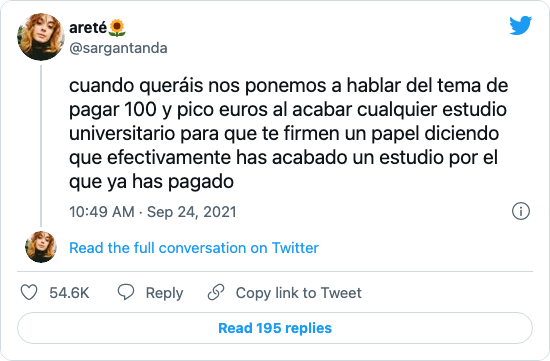 areté🌻
@sargantanda
cuando queráis nos ponemos a hablar del tema de
pagar 100 y pico euros al acabar cualquier estudio
universitario para que te firmen un papel diciendo
que efectivamente has acabado un estudio por el
que ya has pagado
10:49 AM · Sep 24, 2021
Read the full conversation on Twitter
54.6K Reply Copy link to Tweet
Read 195 replies